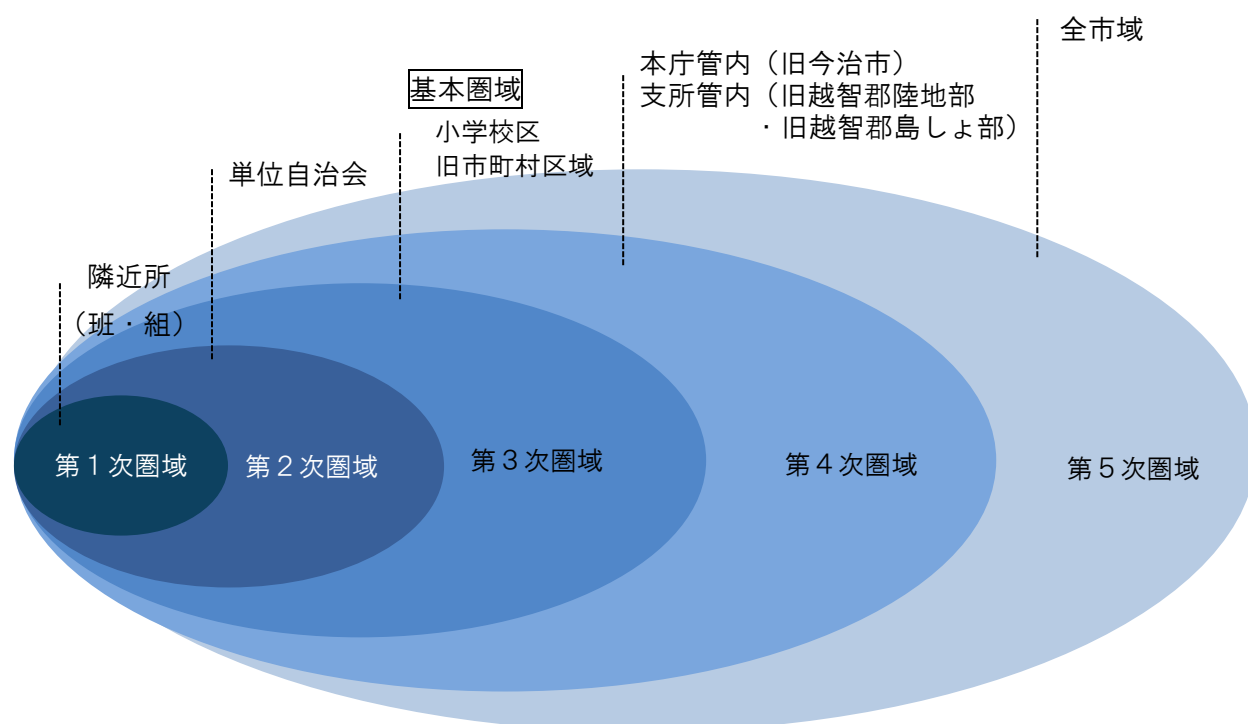 全市域
本庁管内（旧今治市）
支所管内（旧越智郡陸地部
・旧越智郡島しょ部）
基本圏域
小学校区
旧市町村区域
単位自治会
隣近所
（班・組）
第１次圏域
第２次圏域
第３次圏域
第４次圏域
第５次圏域